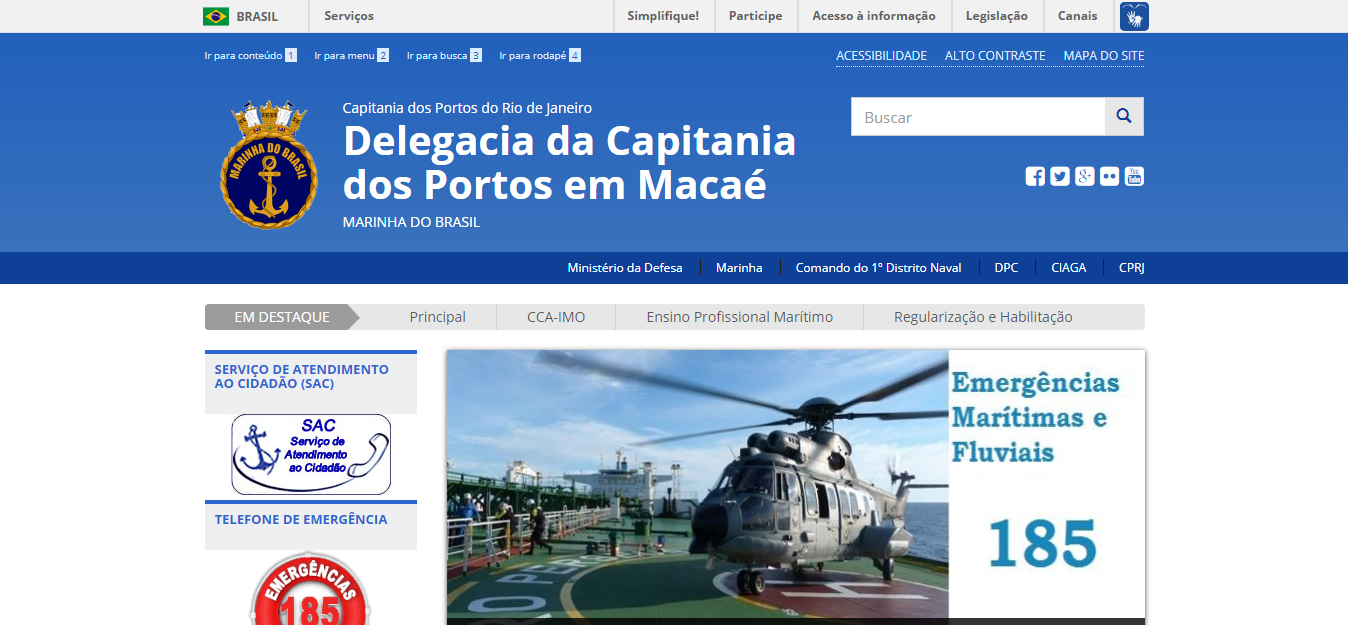 BRASIL
Serviços
Simplifique!
Participe
Acesso à informação
Legislação
Canais
Ir para conteúdo 1
Ir para menu 2
Ir para busca 3
Ir para rodapé 4
ACESSIBILIDADE
ALTO CONTRASTE
MAPA DO SITE
MARINHA DO BRASIL
Capitania dos Portos do Rio de Janeiro
Delegacia da Capitania
dos Portos em Macaé
MARINHA DO BRASIL
Buscar
You
Tube
Ministério da Defesa
Marinha
Comando do 1º Distrito Naval
DPC
CIAGA
CPRJ
EM DESTAQUE
Principal
CCA-IMO
Ensino Profissional Marítimo
Regularização e Habilitação
SERVIÇO DE ATENDIMENTO
AO CIDADÃO (SAC)
SAC
Serviço de
Atendimento
ao Cidadão
TELEFONE DE EMERGÊNCIA
EMERGÊNCIAS
185
Emergências
Marítimas e
Fluviais
185